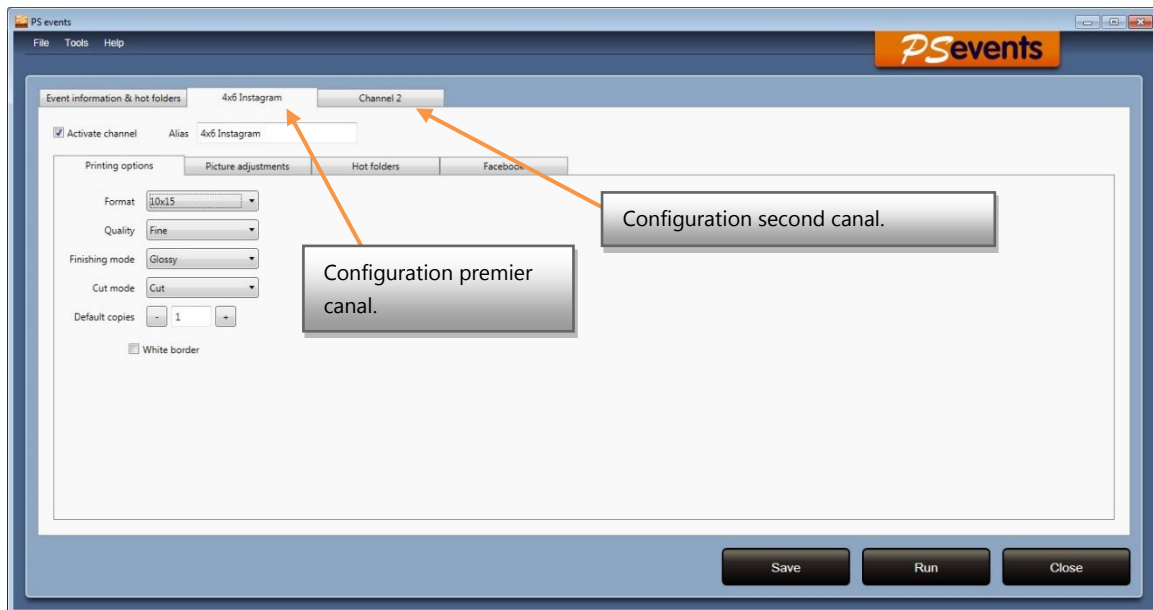 PS events
File Tools Help
PSevents
Event information & hot folders 4x6 Instagram Channel 2
Activate channel Alias 4x6 Instagram
Printing options Picture adjustments Hot folders Facebook
Format 10x15
Quality Fine
Finishing mode Glossy
Cut mode Cut
Default copies - 1 +
White border
Configuration second canal.
Configuration premier
canal.
Save Run Close